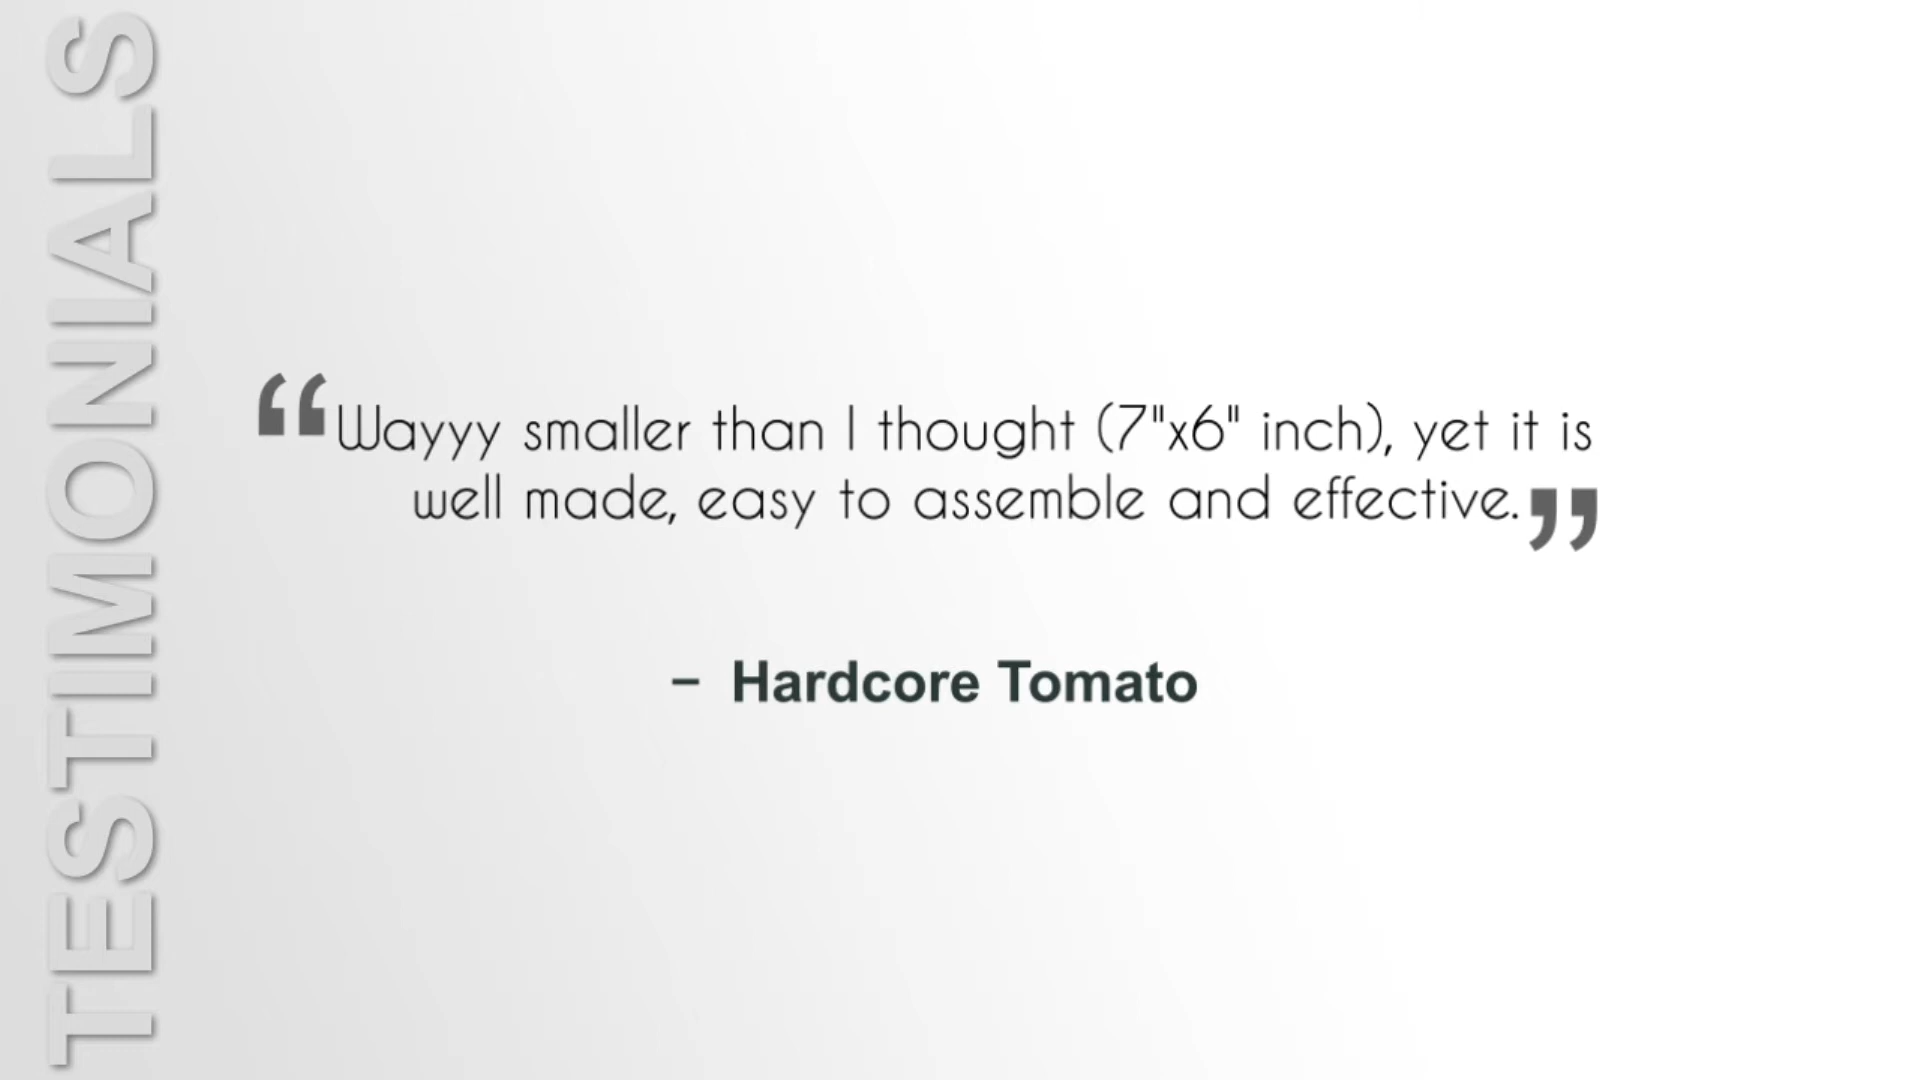 TESTIMONIALS
“Wayyy smaller than I thought (7"x6" inch), yet it is
well made, easy to assemble and effective.”
– Hardcore Tomato